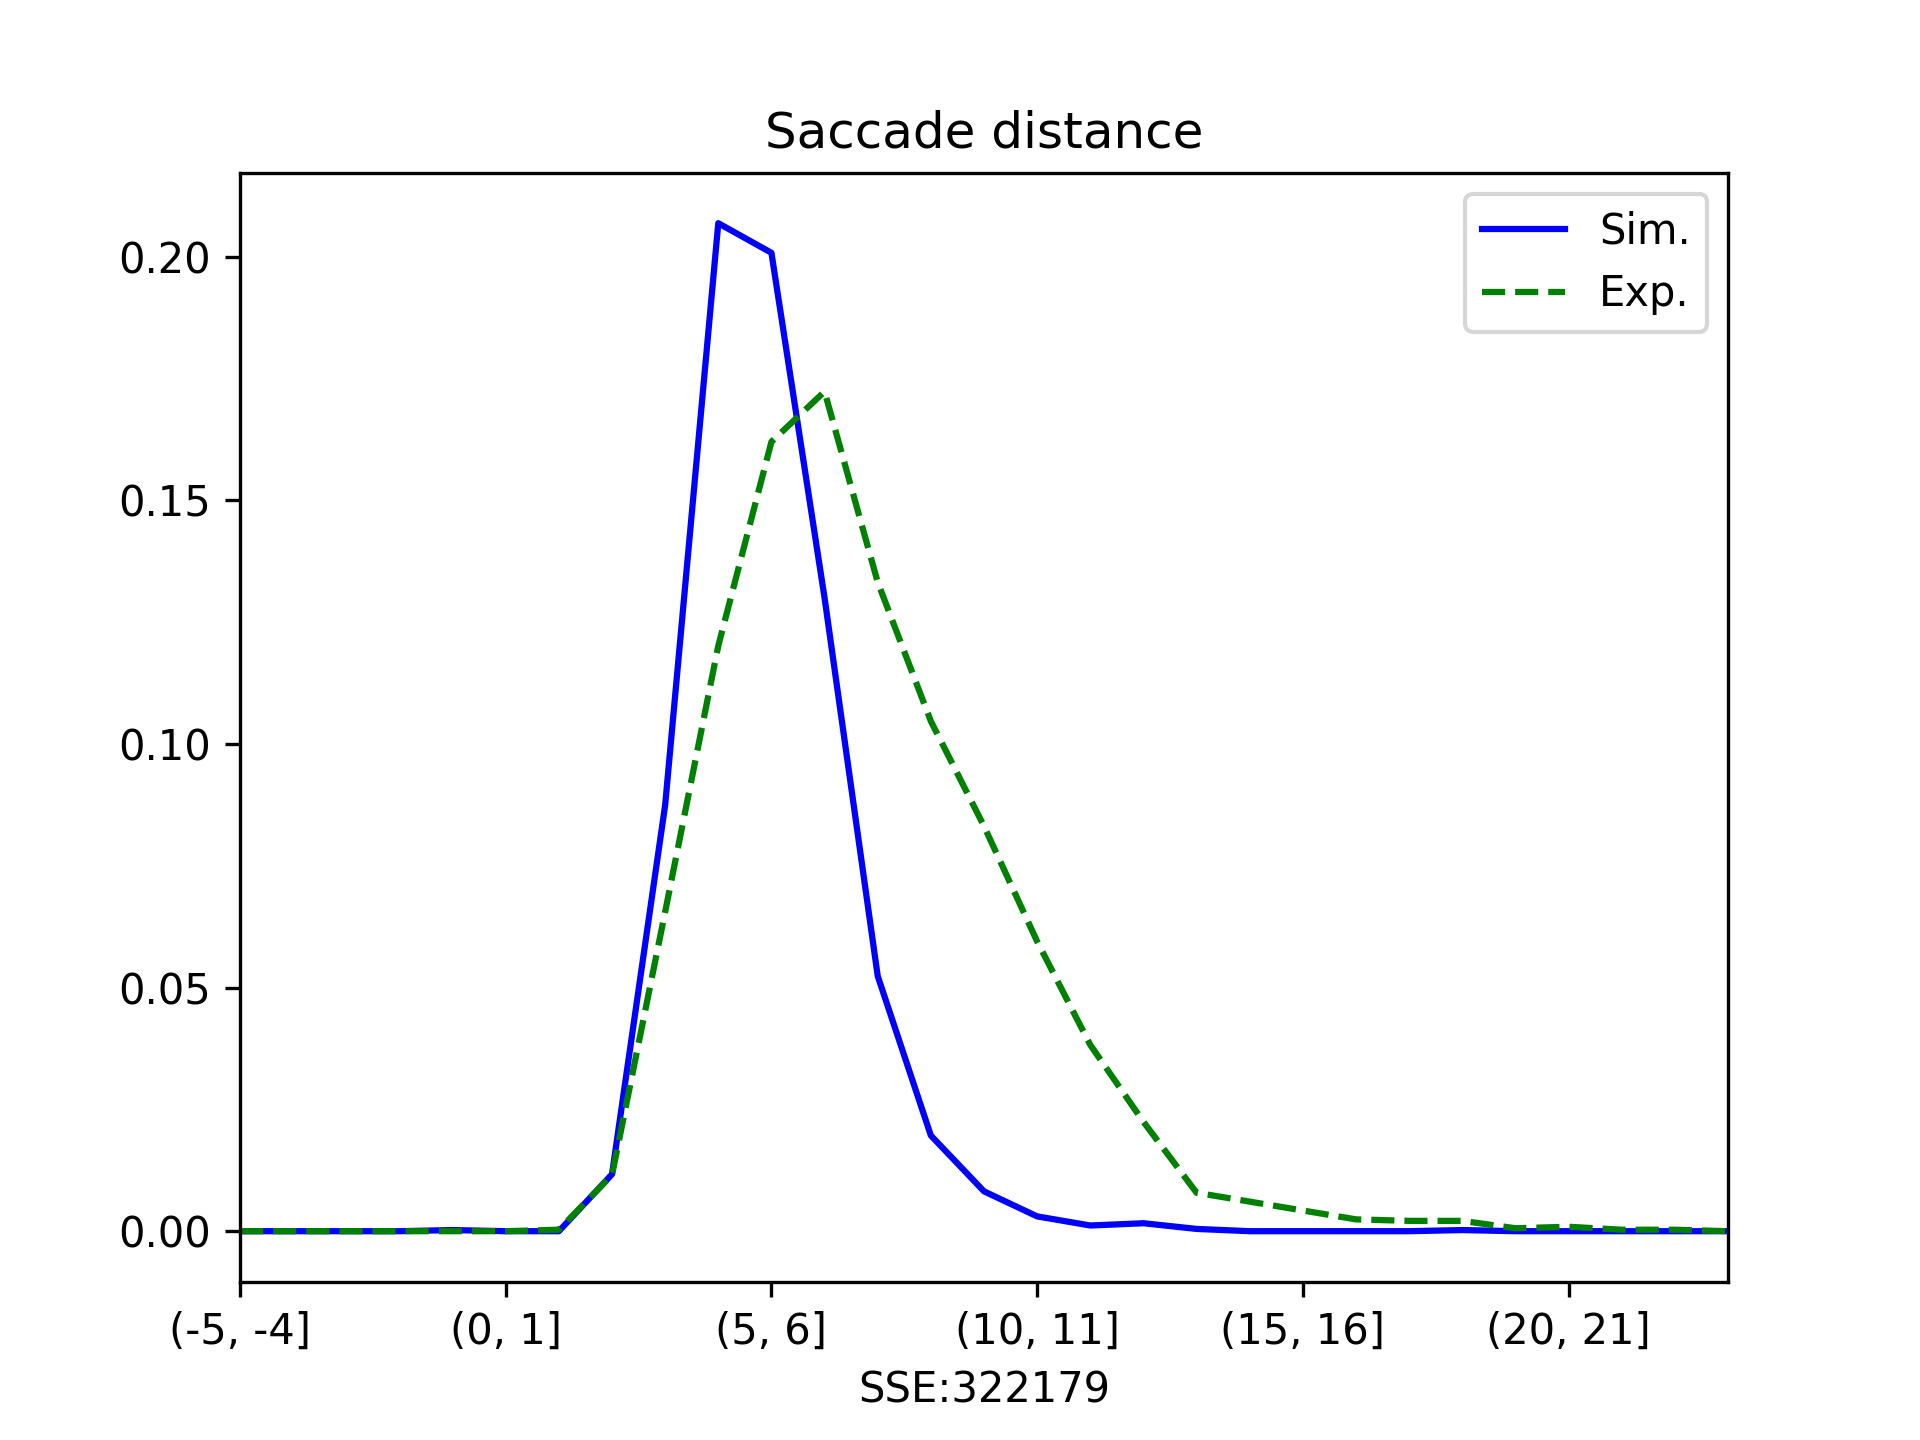 Saccade distance
Sim.
Exp.
0.20
0.15
0.10
0.05
0.00
(-5, -4] (0, 1] (5, 6] (10, 11] (15, 16] (20, 21]
SSE:322179